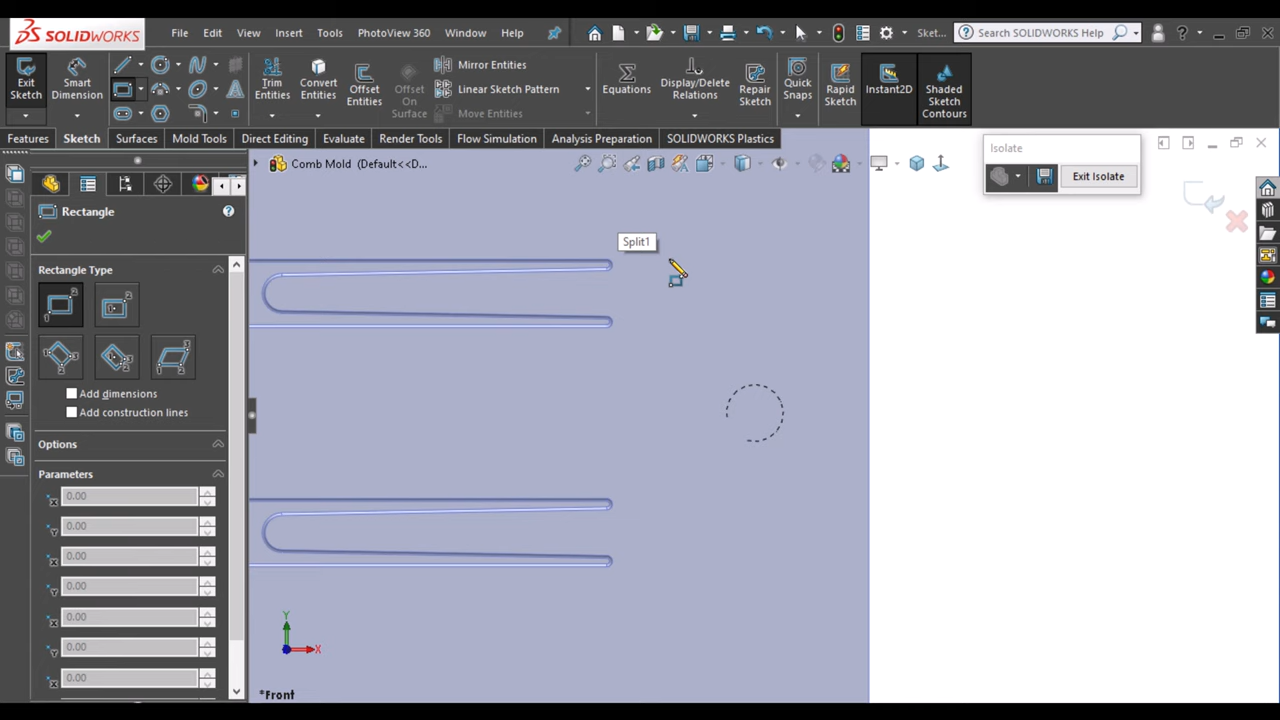 SOLIDWORKS
File Edit View Insert Tools PhotoView 360 Window Help
Sket...
Search SOLIDWORKS Help
Exit Sketch
Smart Dimension
Trim Entities
Convert Entities
Offset Entities
Offset On Surface
Mirror Entities
Linear Sketch Pattern
Move Entities
Equations
Display/Delete Relations
Repair Sketch
Quick Snaps
Rapid Sketch
Instant2D
Shaded Sketch Contours
Features Sketch Surfaces Mold Tools Direct Editing Evaluate Render Tools Flow Simulation Analysis Preparation SOLIDWORKS Plastics
Comb Mold (Default<<D...
Isolate
Exit Isolate
Rectangle
?
Rectangle Type
Add dimensions
Add construction lines
Options
Parameters
0.00
0.00
0.00
0.00
0.00
0.00
0.00
Split1
Y
X
*Front